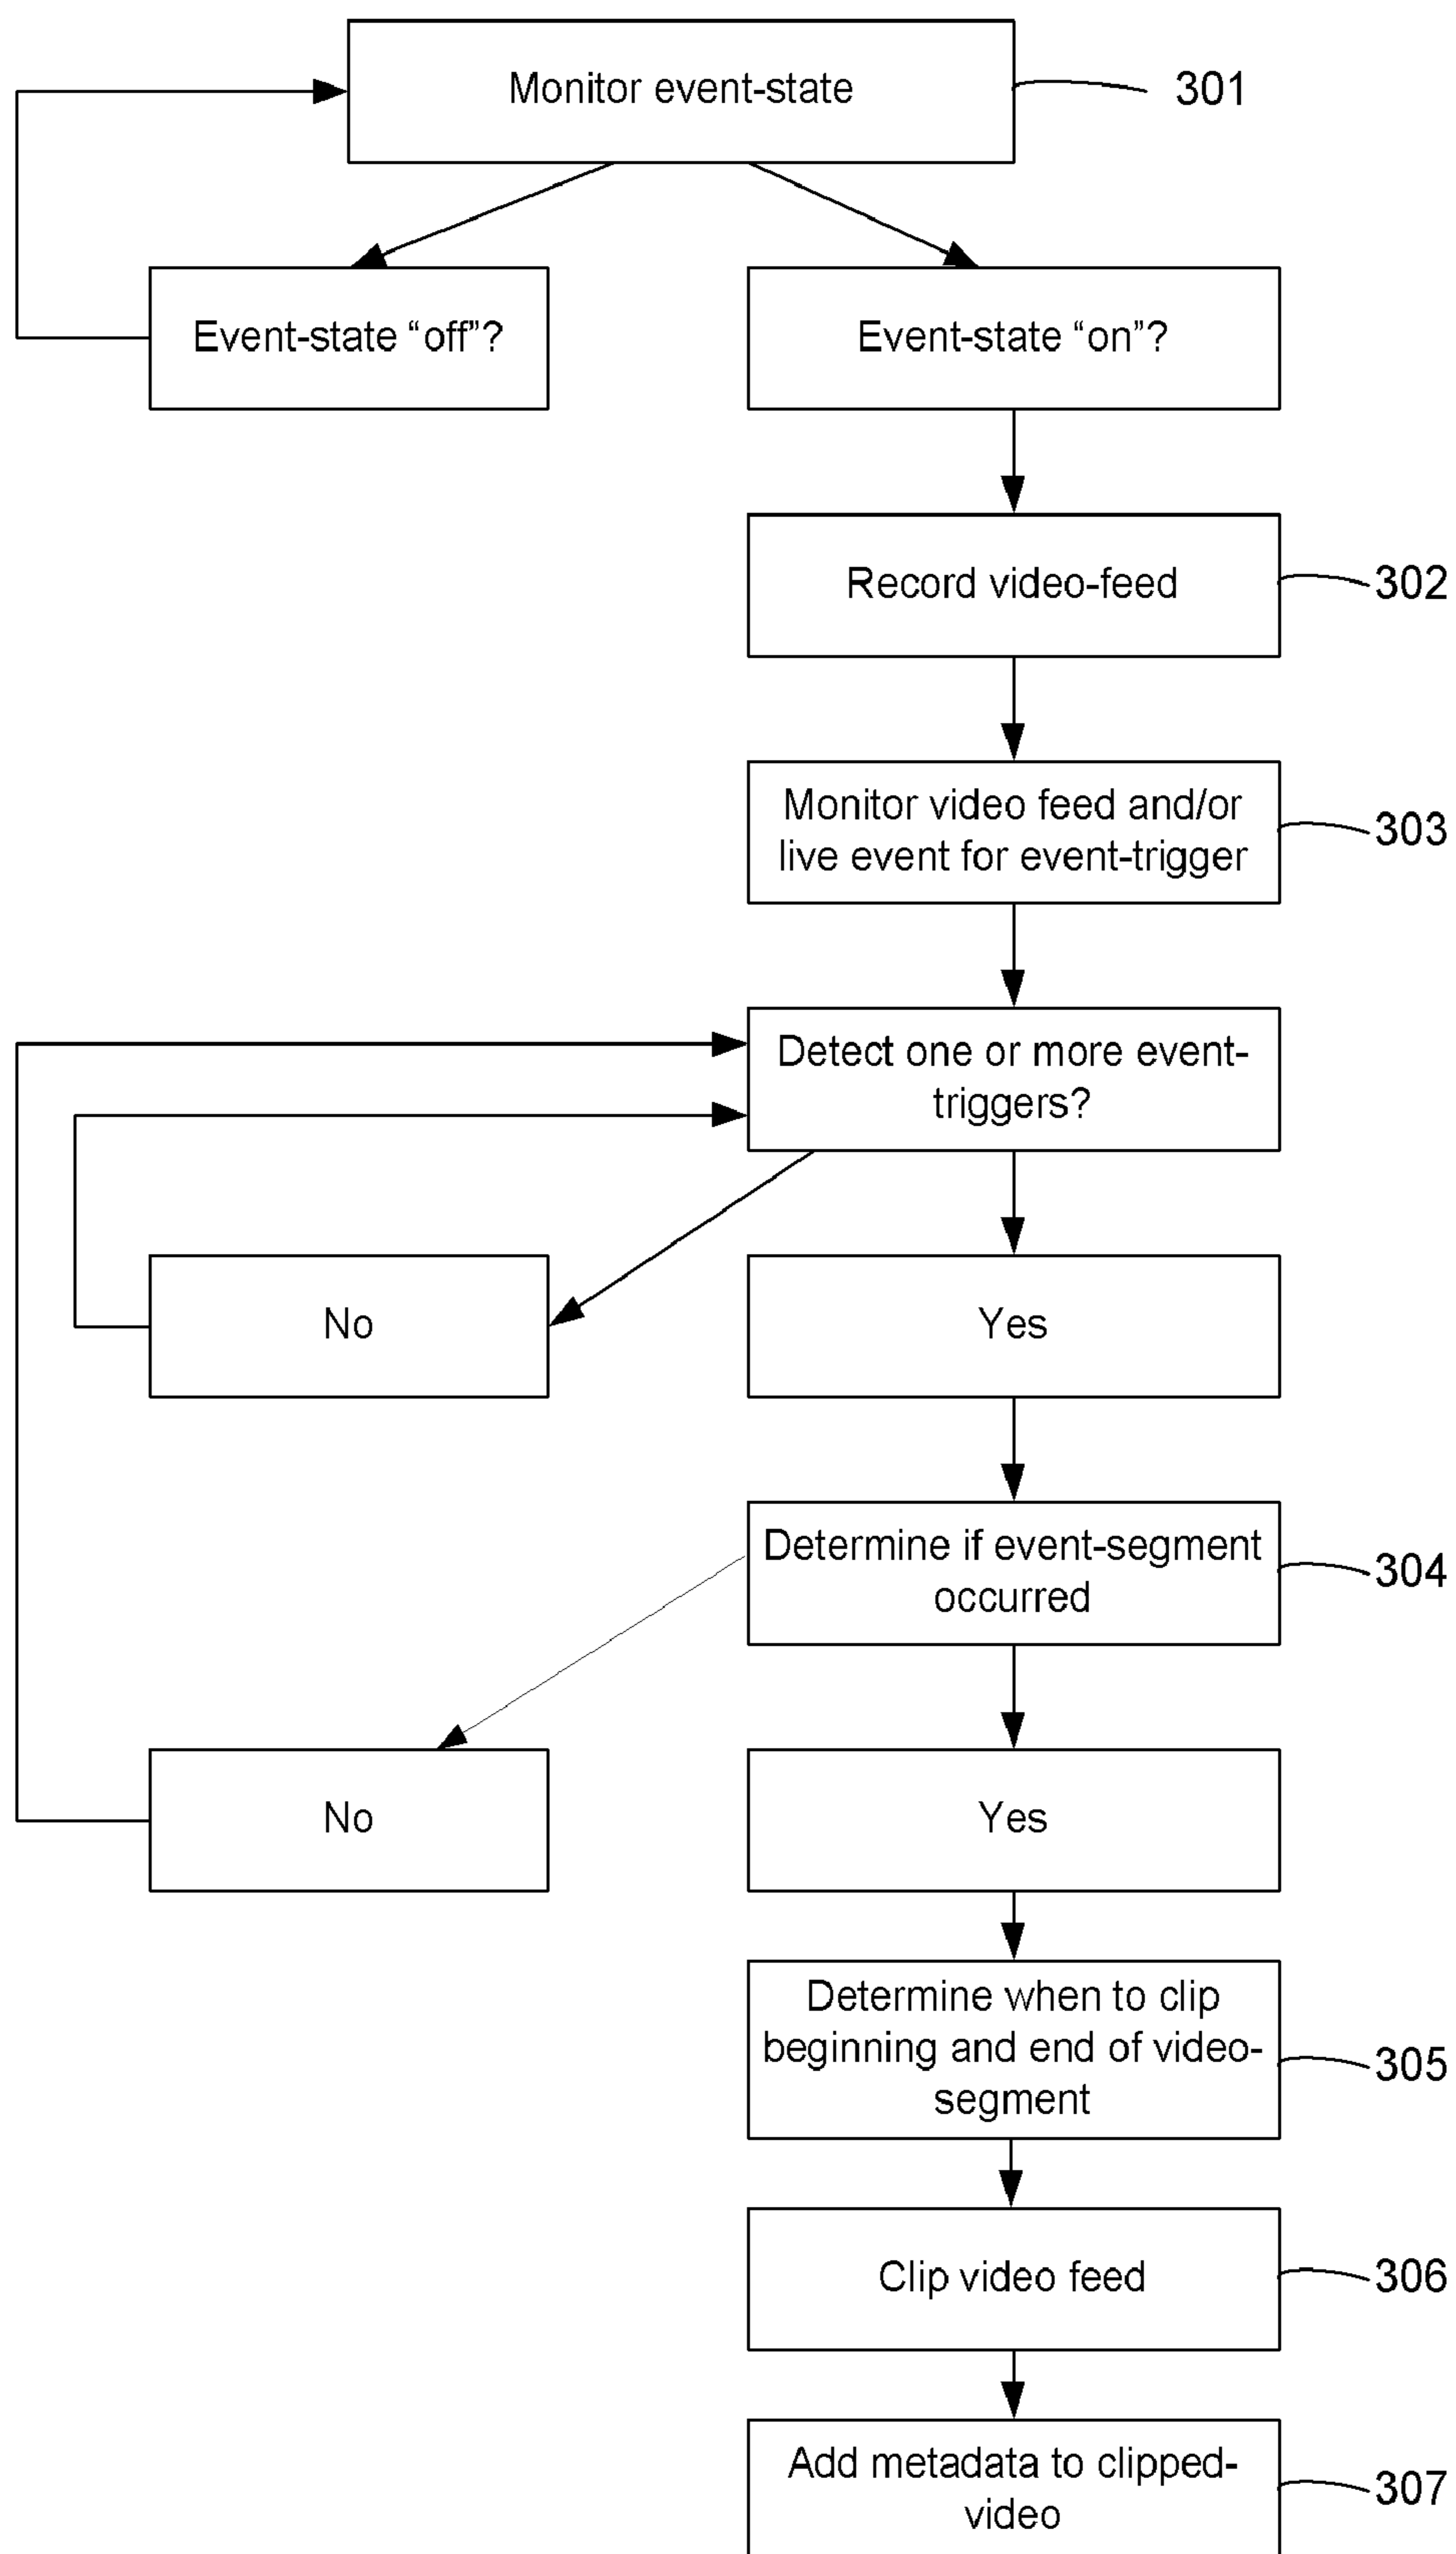 Monitor event-state
301
Event-state “off”?
Event-state “on”?
Record video-feed
302
Monitor video feed and/or
live event for event-trigger
303
Detect one or more event-
triggers?
No
Yes
Determine if event-segment
occurred
304
No
Yes
Determine when to clip
beginning and end of video-
segment
305
Clip video feed
306
Add metadata to clipped-
video
307